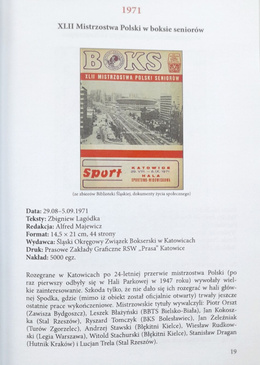 1971
XLII Mistrzostwa Polski w boksie seniorów
BOKS
XLII MISTRZOSTWA POLSKI SENIORÓW
Sport
KATOWICE
HALA
(ze zbiorów Biblioteki Śląskiej, dokumenty życia społecznego)
Data: 29.08–5.09.1971
Teksty: Zbigniew Łagódka
Redakcja: Alfred Majewicz
Format: 14,5 × 21 cm, 44 strony
Wydawca: Śląski Okręgowy Związek Bokserski w Katowicach
Druk: Prasowe Zakłady Graficzne RSW „Prasa” Katowice
Nakład: 5000 egz.
Rozegrane w Katowicach po 24-letniej przerwie mistrzostwa Polski (po
raz pierwszy odbyły się w Hali Parkowej w 1947 roku) wywołały wiel-
kie zainteresowanie. Szkoda tylko, że nie dało się ich rozegrać w hali głów-
nej Spodka, gdzie (mimo iż obiekt został oficjalnie otwarty) trwały jeszcze
ostatnie prace wykończeniowe. Mistrzowskie tytuły wywalczyli: Piotr Orsztt
(Zawisza Bydgoszcz), Leszek Błażyński (BBTS Bielsko-Biała), Jan Kokosz-
ka (Stal Rzeszów), Ryszard Tomczyk (BKS Bolesławiec), Jan Żeleźniak
(Turów Zgorzelec), Andrzej Stawski (Błękitni Kielce), Wiesław Rudkow-
ski (Legia Warszawa), Witold Stachurski (Błękitni Kielce), Stanisław Dragan
(Hutnik Kraków) i Lucjan Trela (Stal Rzeszów).
19